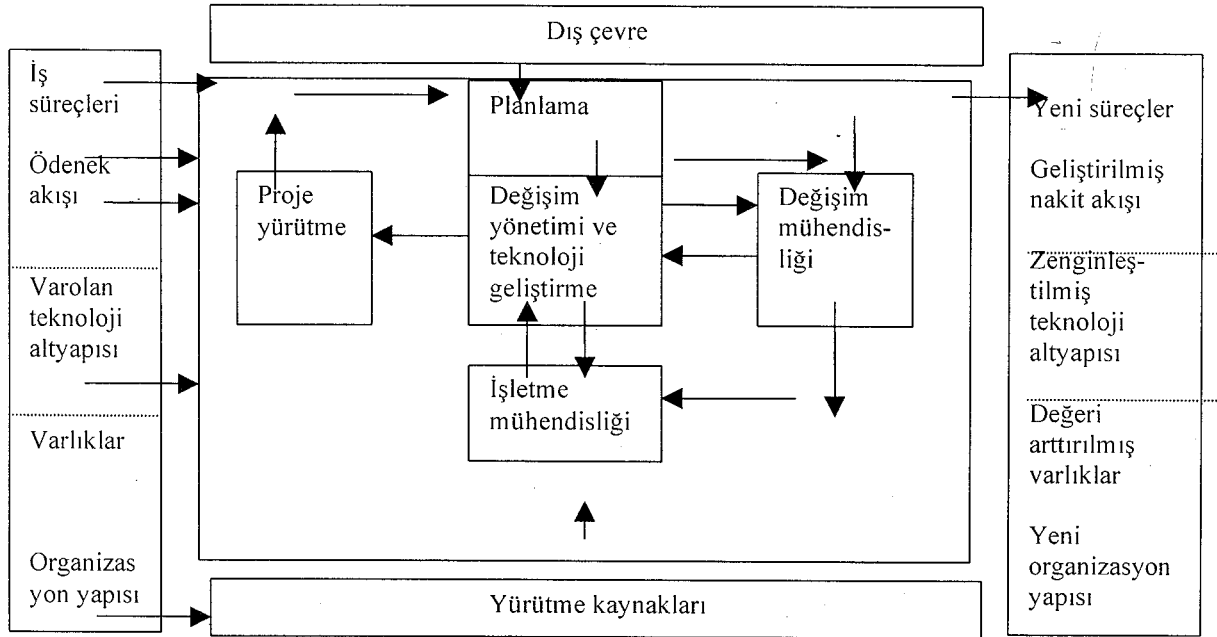 Dış çevre
İş
süreçleri
Ödenek
akışı
Varolan
teknoloji
altyapısı
Varlıklar
Organizas
yon yapısı
Planlama
Proje
yürütme
Değişim
yönetimi ve
teknoloji
geliştirme
Değişim
mühendis-
liği
İşletme
mühendisliği
Yürütme kaynakları
Yeni süreçler
Geliştirilmiş
nakit akışı
Zenginleş-
tilmiş
teknoloji
altyapısı
Değeri
arttırılmış
varlıklar
Yeni
organizasyon
yapısı